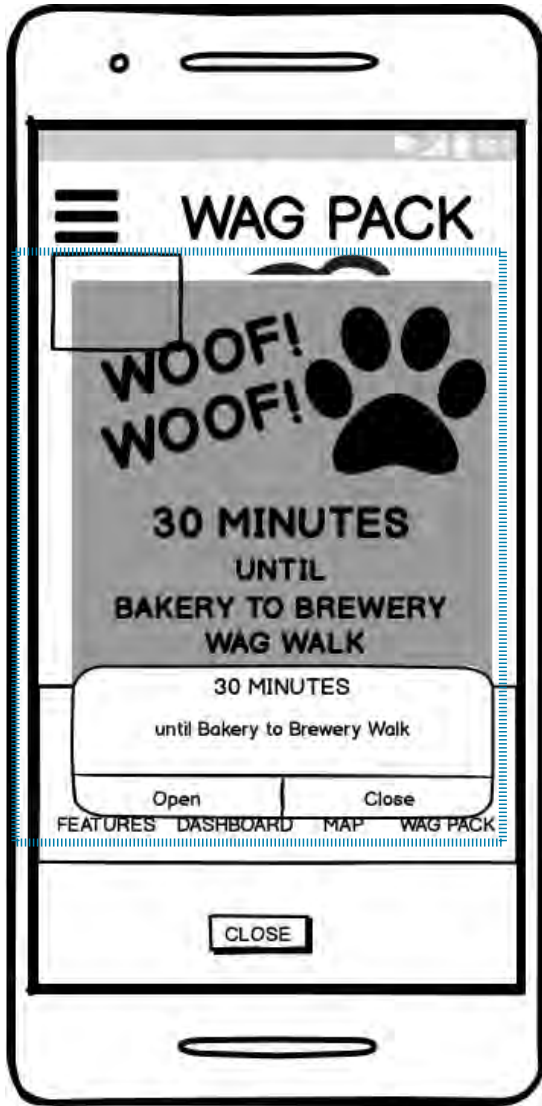 WAG PACK
WOOF!
WOOF!
30 MINUTES
UNTIL
BAKERY TO BREWERY
WAG WALK
30 MINUTES
until Bakery to Brewery Walk
Open Close
FEATURES DASHBOARD MAP WAG PACK
CLOSE